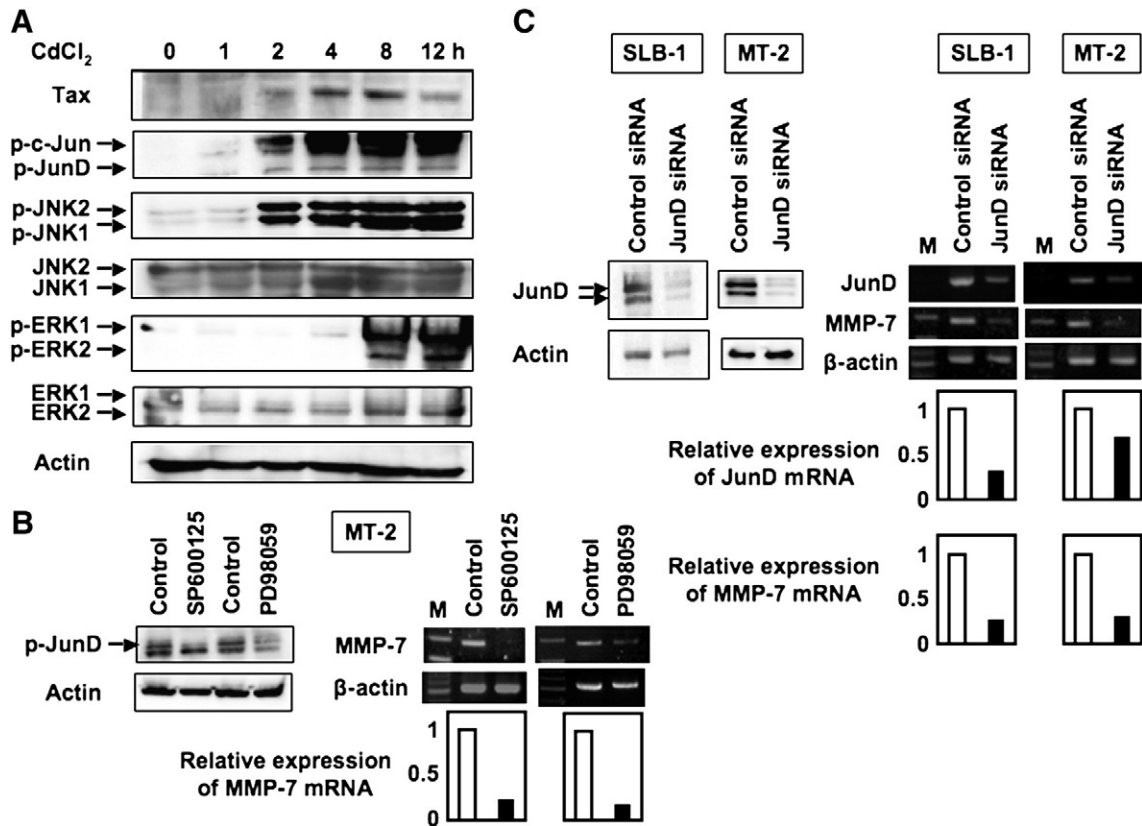 A
CdCl2 0 1 2 4 8 12 h
Tax
p-c-Jun
p-JunD
p-JNK2
p-JNK1
JNK2
JNK1
p-ERK1
p-ERK2
ERK1
ERK2
Actin
B
Control
SP600125
Control
PD98059
p-JunD
Actin
MT-2
M
Control
SP600125
M
Control
PD98059
MMP-7
β-actin
Relative expression
of MMP-7 mRNA
1
0.5
0
C
SLB-1
MT-2
Control siRNA
JunD siRNA
Control siRNA
JunD siRNA
JunD
Actin
SLB-1
MT-2
M
Control siRNA
JunD siRNA
M
Control siRNA
JunD siRNA
JunD
MMP-7
β-actin
Relative expression
of JunD mRNA
1
0.5
0
Relative expression
of MMP-7 mRNA
1
0.5
0